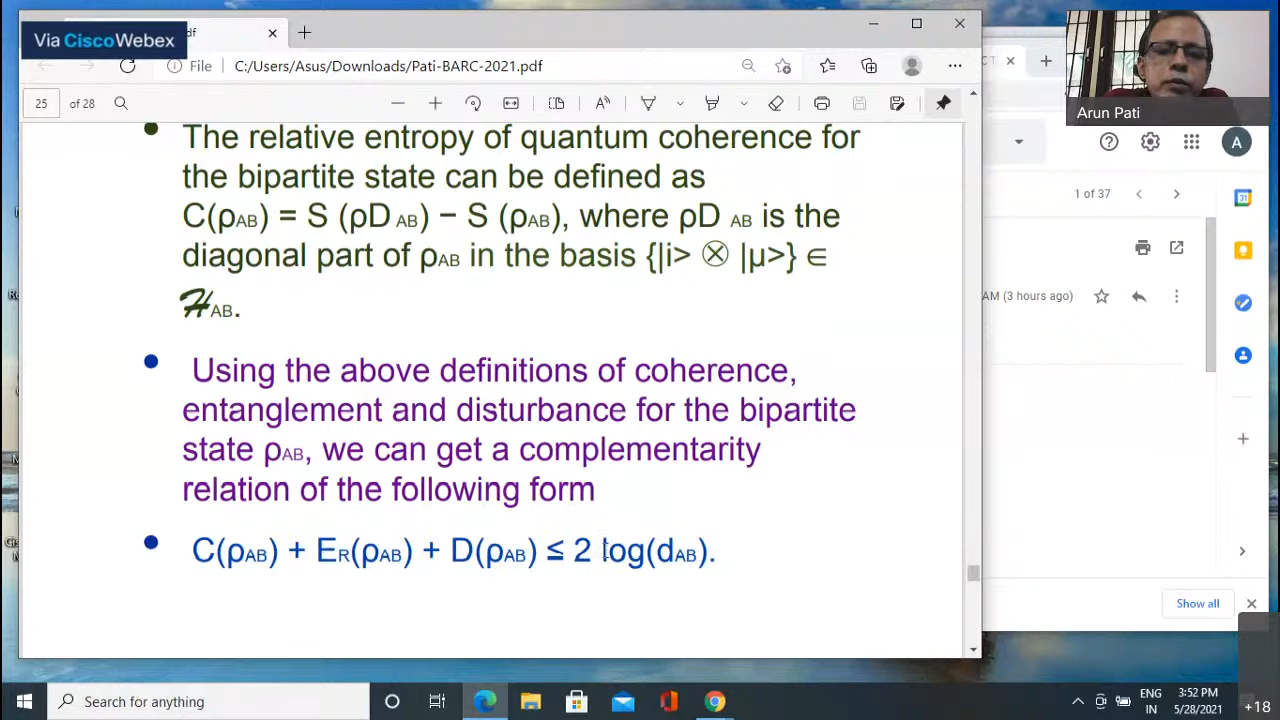 Via Cisco Webex
df
File
C:/Users/Asus/Downloads/Pati-BARC-2021.pdf
25 of 28
The relative entropy of quantum coherence for
the bipartite state can be defined as
C(ρAB) = S (ρD AB) − S (ρAB), where ρD AB is the
diagonal part of ρAB in the basis {|i> ⊗ |μ>} ∈
ℋAB.
Using the above definitions of coherence,
entanglement and disturbance for the bipartite
state ρAB, we can get a complementarity
relation of the following form
C(ρAB) + ER(ρAB) + D(ρAB) ≤ 2 log(dAB).
Arun Pati
A
1 of 37
31
AM (3 hours ago)
Show all
Search for anything
ENG
IN
3:52 PM
5/28/2021
+18